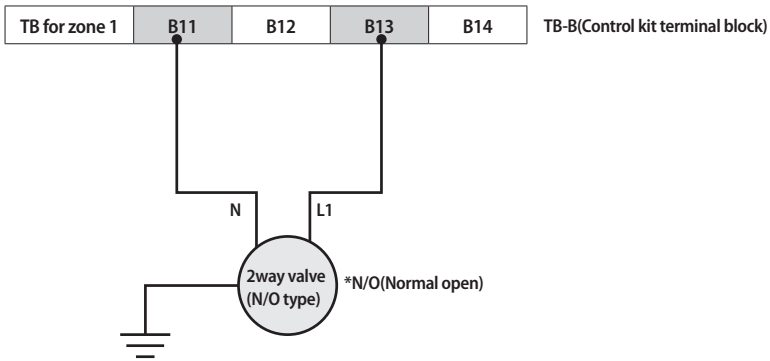 TB for zone 1 B11 B12 B13 B14 TB-B(Control kit terminal block)
N L1
2way valve
(N/O type)
*N/O(Normal open)